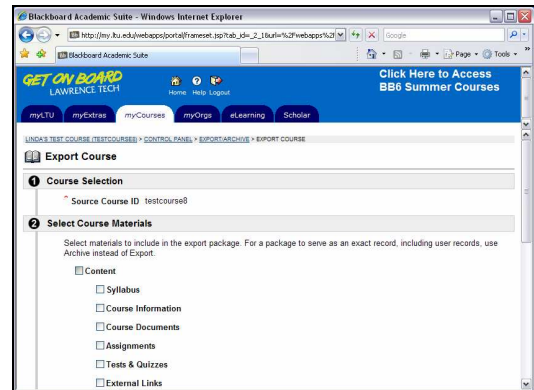 Blackboard Academic Suite - Windows Internet Explorer
http://my.ltu.edu/webapps/portal/frameset.jsp?tab_id=_2_1&url=%2Fwebapps%2f
Google
Blackboard Academic Suite
Page
Tools
GET ON BOARD
LAWRENCE TECH
Home Help Logout
Click Here to Access
BB6 Summer Courses
myLTU myExtras myCourses myOrgs eLearning Scholar
LINDA'S TEST COURSE (TESTCOURSE8) > CONTROL PANEL > EXPORT/ARCHIVE > EXPORT COURSE
Export Course
1 Course Selection
* Source Course ID testcourse8
2 Select Course Materials
Select materials to include in the export package. For a package to serve as an exact record, including user records, use
Archive instead of Export.
Content
Syllabus
Course Information
Course Documents
Assignments
Tests & Quizzes
External Links